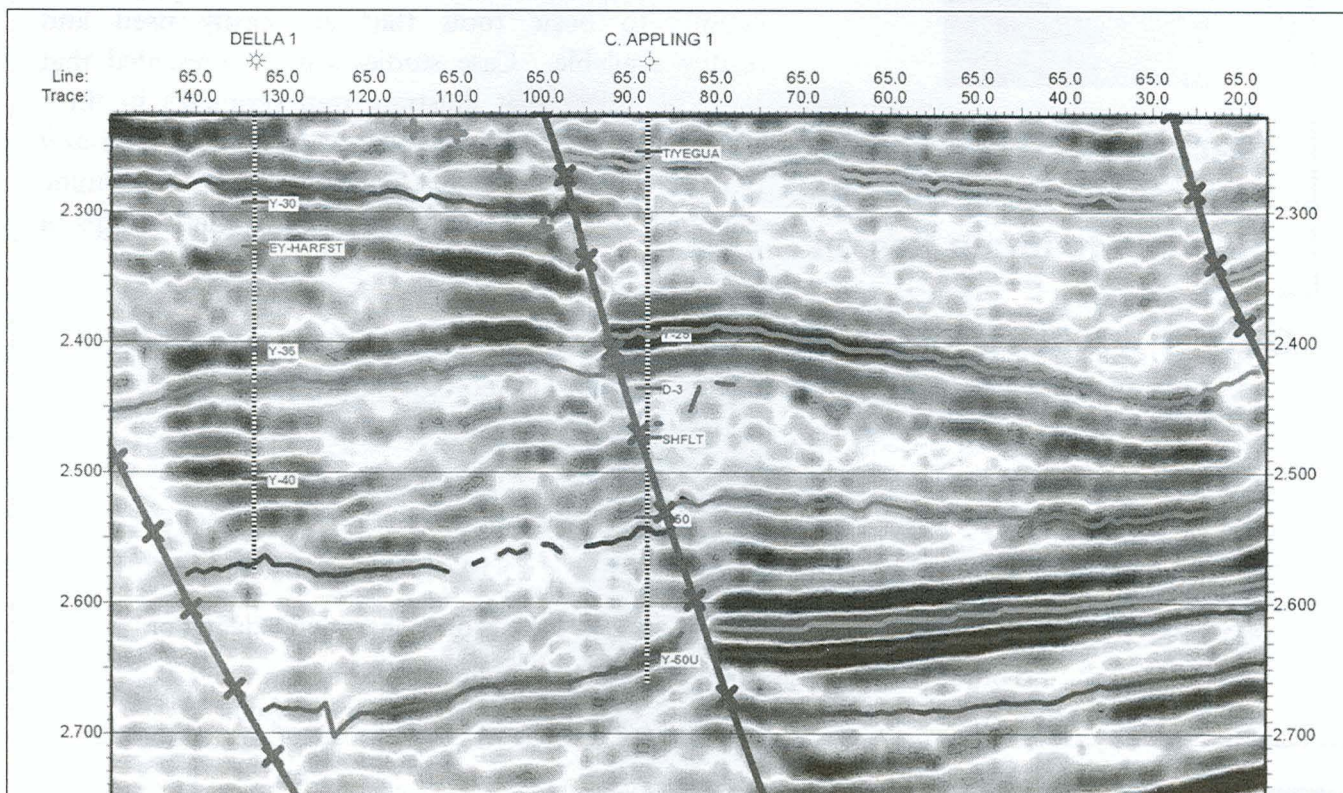 DELLA 1 C. APPLING 1
Line: 65.0 65.0 65.0 65.0 65.0 65.0 65.0 65.0 65.0 65.0 65.0 65.0 65.0
Trace: 140.0 130.0 120.0 110.0 100.0 90.0 80.0 70.0 60.0 50.0 40.0 30.0 20.0
T/YEGUA
Y-30
2.300 2.300
EY-HARFST
Y-35
2.400 2.400
D-3
SHFLT
2.500 2.500
Y-40
2.600 2.600
Y-50U
2.700 2.700